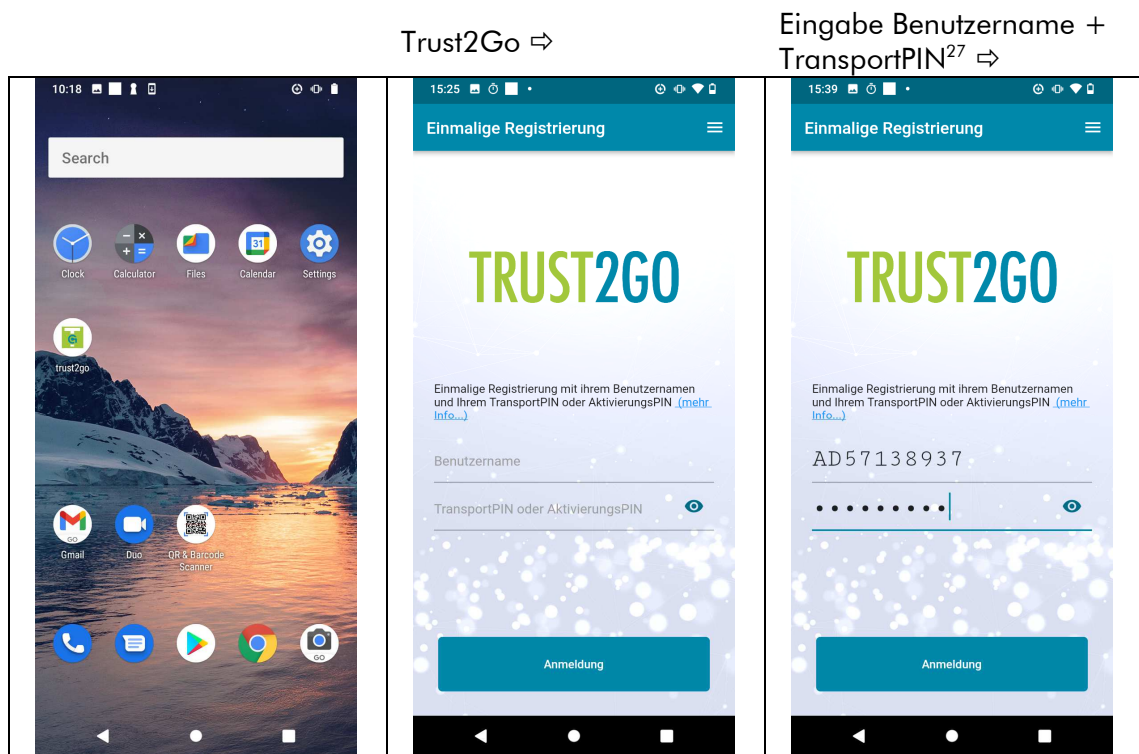 Trust2Go ⇨
Eingabe Benutzername +
TransportPIN27 ⇨
10:18
Search
31
Clock
Calculator
Files
Calendar
Settings
trust2go
GO
Gmail
Duo
QR & Barcode
Scanner
GO
15:25
Einmalige Registrierung
TRUST2GO
Einmalige Registrierung mit ihrem Benutzernamen
und Ihrem TransportPIN oder AktivierungsPIN (mehr
Info...)
Benutzername
TransportPIN oder AktivierungsPIN
Anmeldung
15:39
Einmalige Registrierung
TRUST2GO
Einmalige Registrierung mit ihrem Benutzernamen
und Ihrem TransportPIN oder AktivierungsPIN (mehr
Info...)
AD57138937
•••••••••
Anmeldung